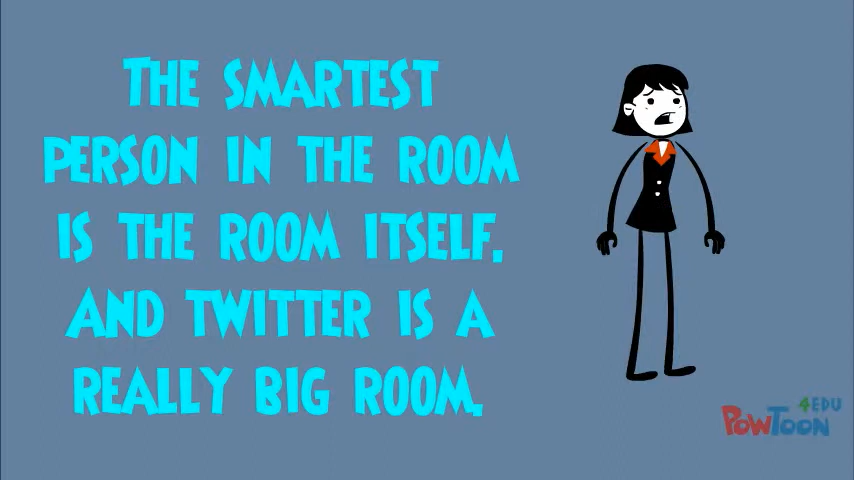 THE SMARTEST
PERSON IN THE ROOM
IS THE ROOM ITSELF.
AND TWITTER IS A
REALLY BIG ROOM.
POWTOON 4EDU